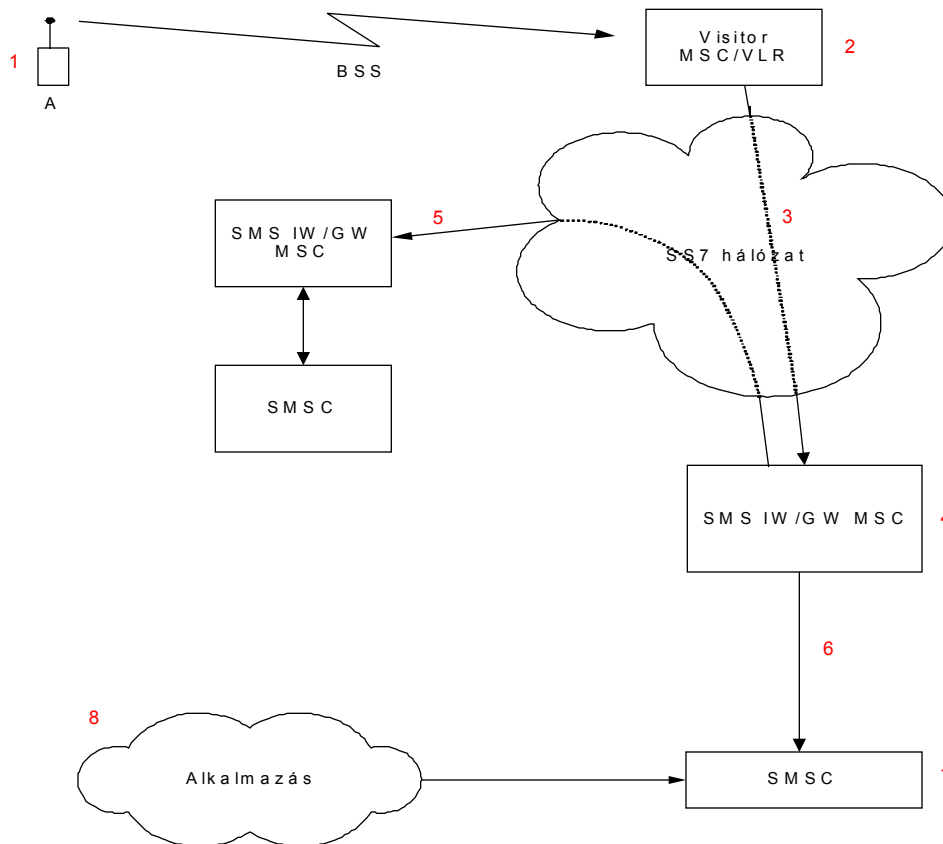 1
A
BSS
Visitor
MSC/VLR
2
3
SS7 hálózat
5
SMS IW/GW
MSC
SMSC
SMS IW/GW MSC
6
8
Alkalmazás
SMSC